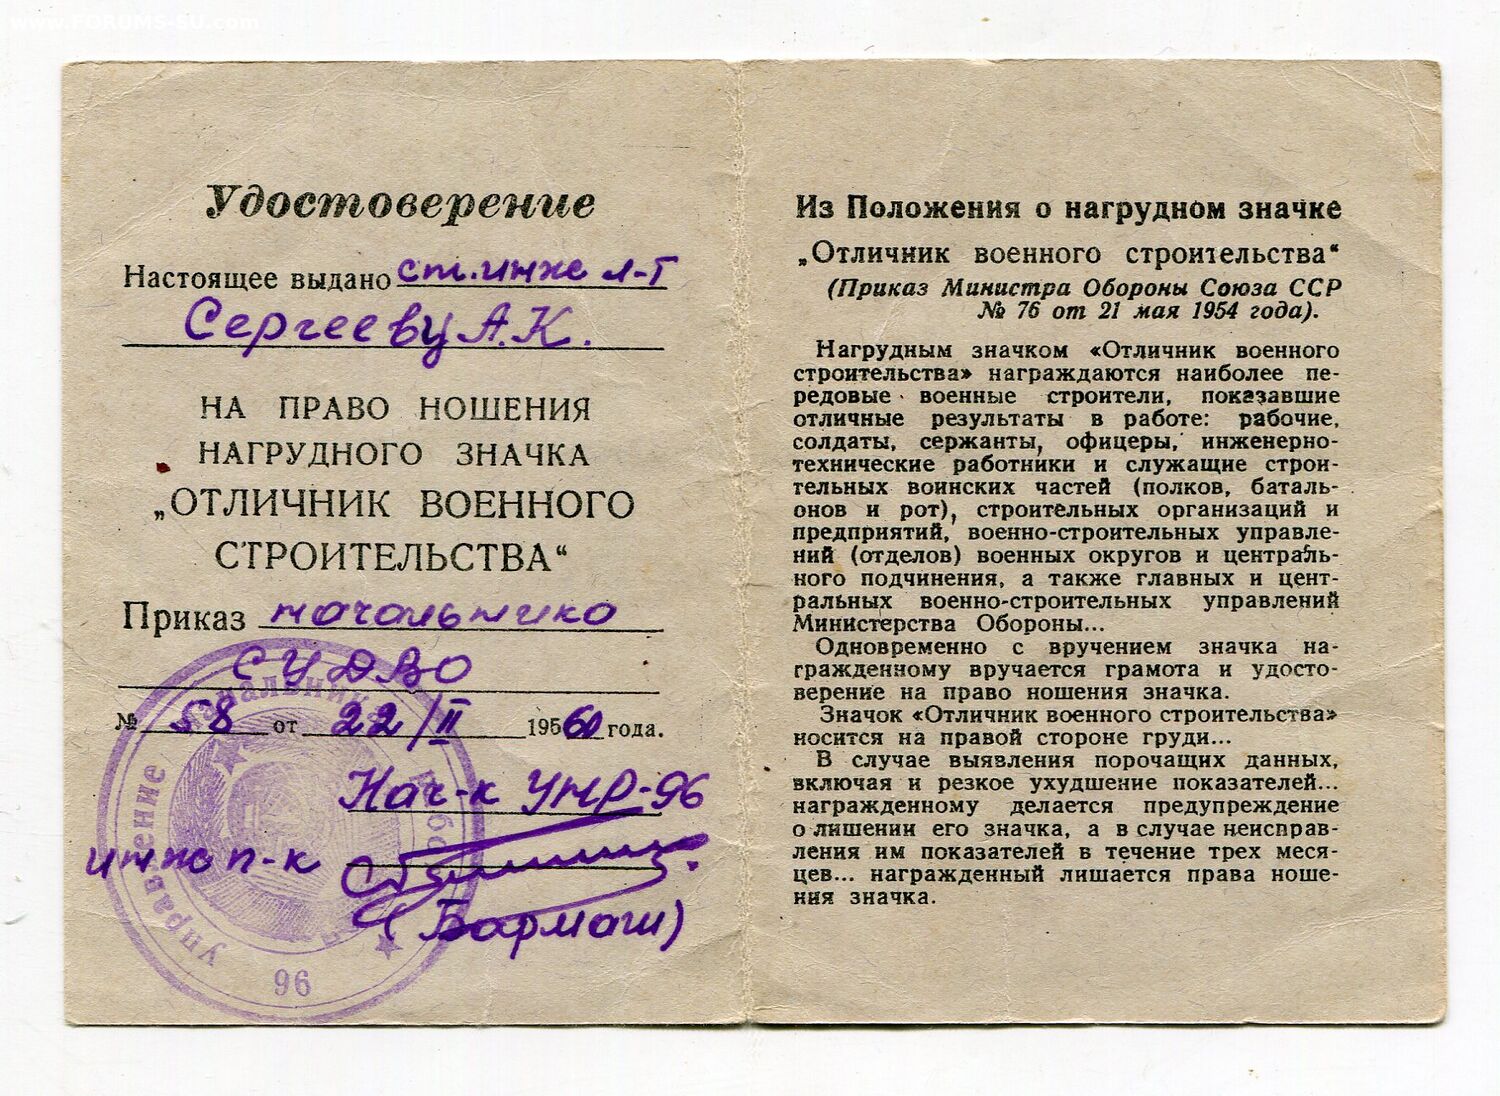 www.FORUMS-SU.com
Удостоверение
Настоящее выдано ст.инже л-т
Сергееву А.К.
НА ПРАВО НОШЕНИЯ
НАГРУДНОГО ЗНАЧКА
„ОТЛИЧНИК ВОЕННОГО
СТРОИТЕЛЬСТВА“
Приказ начальника
СУДВО
№ 58 от 22/II 19560 года.
Нач-к УНР-96
инж п-к
(Бармаш)
Управление начальника работ
96
Из Положения о нагрудном значке
„Отличник военного строительства“
(Приказ Министра Обороны Союза ССР
№ 76 от 21 мая 1954 года).
Нагрудным значком «Отличник военного
строительства» награждаются наиболее пе-
редовые военные строители, показавшие
отличные результаты в работе: рабочие,
солдаты, сержанты, офицеры, инженерно-
технические работники и служащие строи-
тельных воинских частей (полков, баталь-
онов и рот), строительных организаций и
предприятий, военно-строительных управле-
ний (отделов) военных округов и централь-
ного подчинения, а также главных и цент-
ральных военно-строительных управлений
Министерства Обороны...
Одновременно с вручением значка на-
гражденному вручается грамота и удосто-
верение на право ношения значка.
Значок «Отличник военного строительства»
носится на правой стороне груди...
В случае выявления порочащих данных,
включая и резкое ухудшение показателей...
награжденному делается предупреждение
о лишении его значка, а в случае неисправ-
ления им показателей в течение трех меся-
цев... награжденный лишается права ноше-
ния значка.